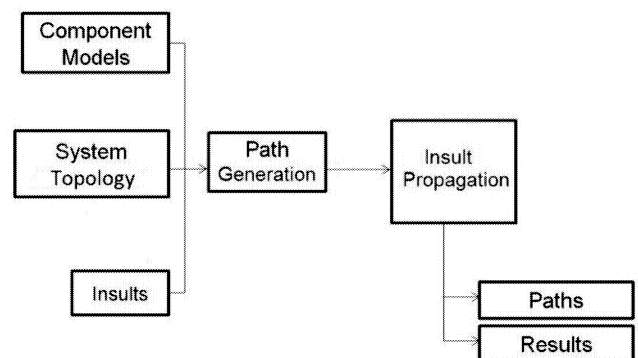 Component
Models
System
Topology
Insults
Path
Generation
Insult
Propagation
Paths
Results